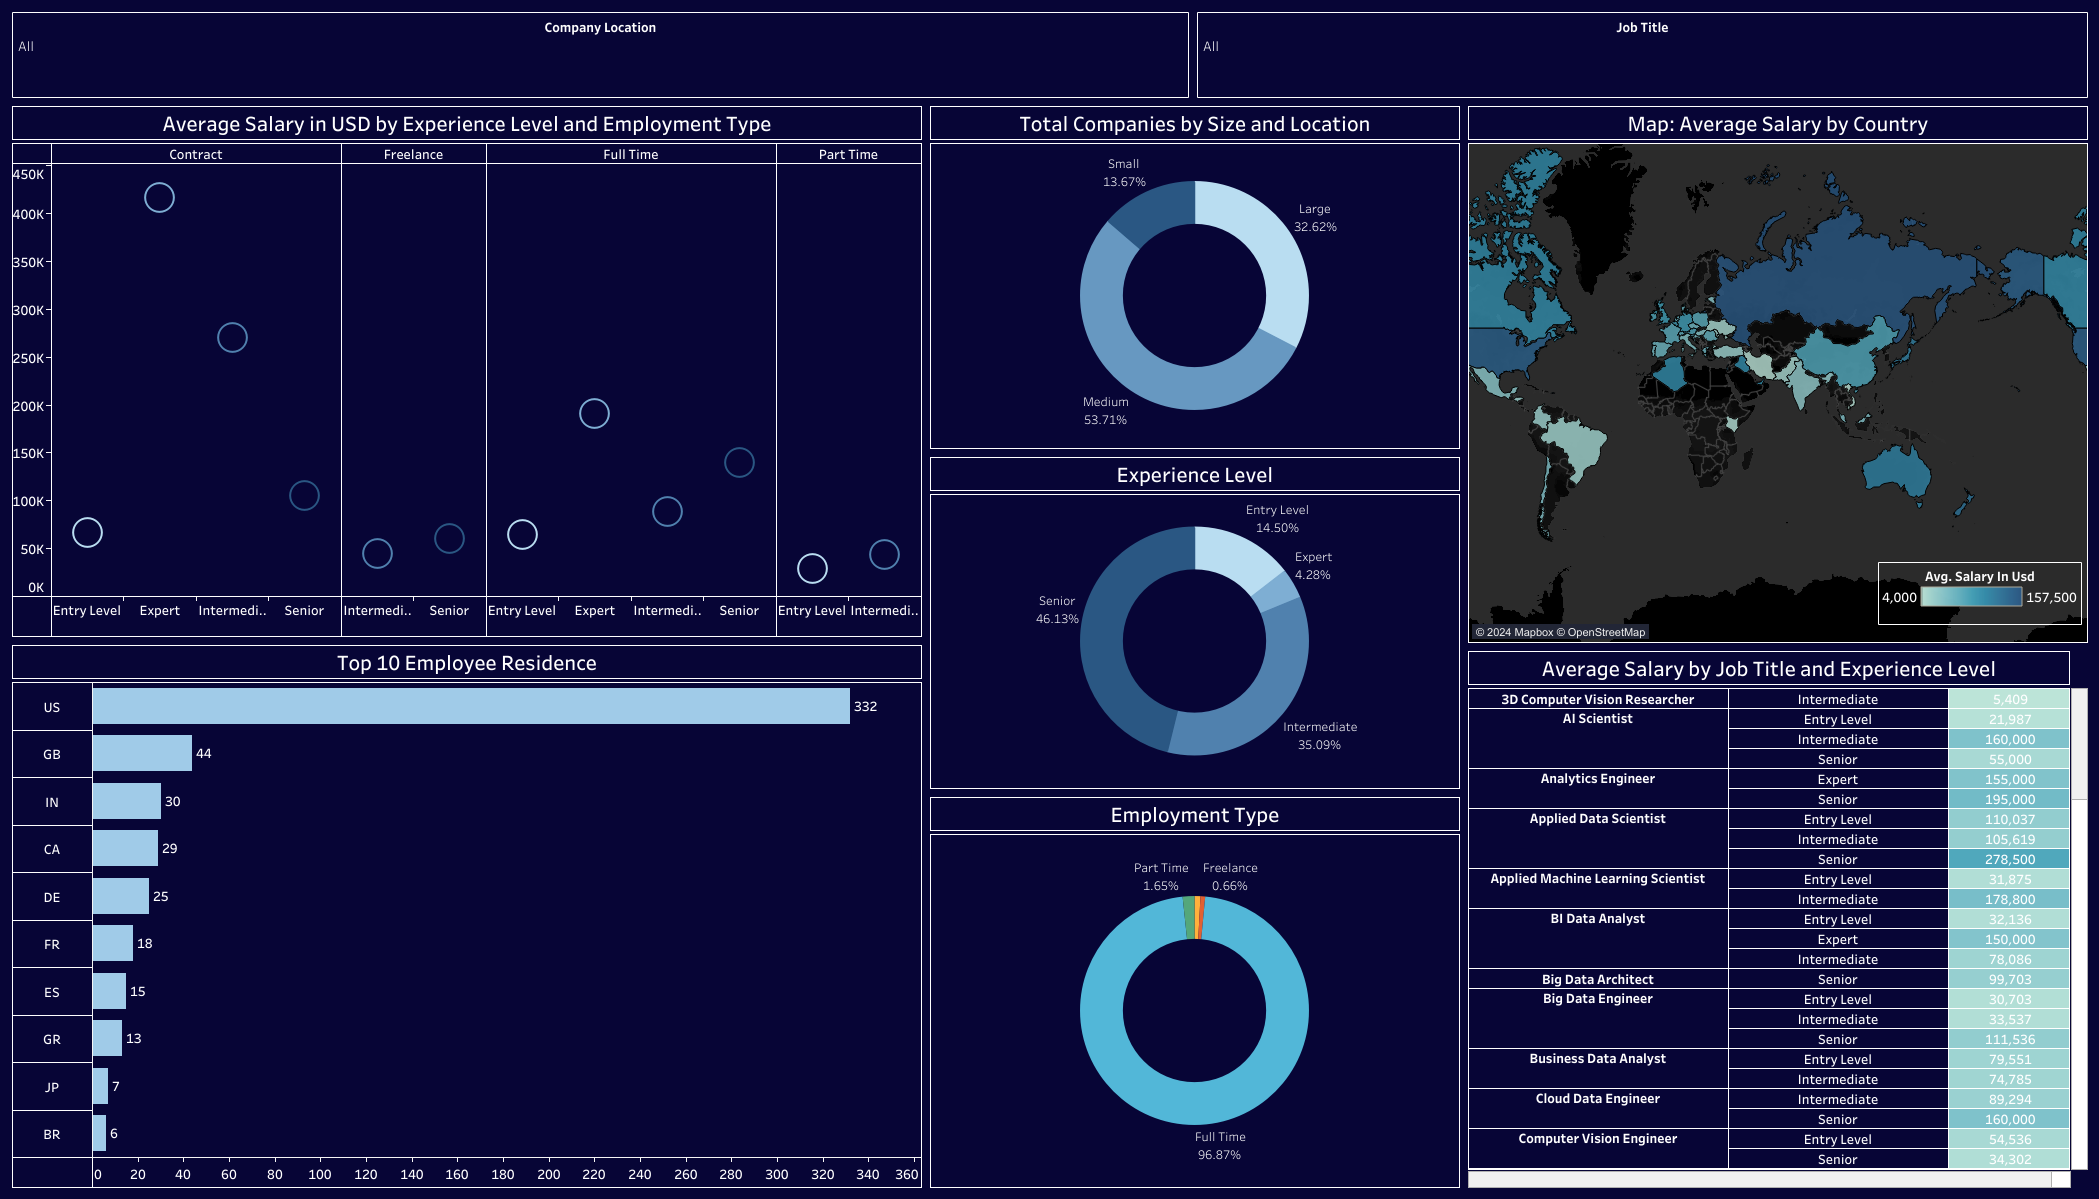 Company Location
All
Job Title
All
Average Salary in USD by Experience Level and Employment Type
Contract
Freelance
Full Time
Part Time
450K
400K
350K
300K
250K
200K
150K
100K
50K
0K
Entry Level
Expert
Intermedi..
Senior
Intermedi..
Senior
Entry Level
Expert
Intermedi..
Senior
Entry Level
Intermedi..
Top 10 Employee Residence
US
332
GB
44
IN
30
CA
29
DE
25
FR
18
ES
15
GR
13
JP
7
BR
6
0
20
40
60
80
100
120
140
160
180
200
220
240
260
280
300
320
340
360
Total Companies by Size and Location
Small
13.67%
Large
32.62%
Medium
53.71%
Experience Level
Entry Level
14.50%
Expert
4.28%
Senior
46.13%
Intermediate
35.09%
Employment Type
Part Time
1.65%
Freelance
0.66%
Full Time
96.87%
Map: Average Salary by Country
Avg. Salary In Usd
4,000
157,500
© 2024 Mapbox © OpenStreetMap
Average Salary by Job Title and Experience Level
3D Computer Vision Researcher Intermediate 5,409
AI Scientist Entry Level 21,987
Intermediate 160,000
Senior 55,000
Analytics Engineer Expert 155,000
Senior 195,000
Applied Data Scientist Entry Level 110,037
Intermediate 105,619
Senior 278,500
Applied Machine Learning Scientist Entry Level 31,875
Intermediate 178,800
BI Data Analyst Entry Level 32,136
Expert 150,000
Intermediate 78,086
Big Data Architect Senior 99,703
Big Data Engineer Entry Level 30,703
Intermediate 33,537
Senior 111,536
Business Data Analyst Entry Level 79,551
Intermediate 74,785
Cloud Data Engineer Intermediate 89,294
Senior 160,000
Computer Vision Engineer Entry Level 54,536
Senior 34,302